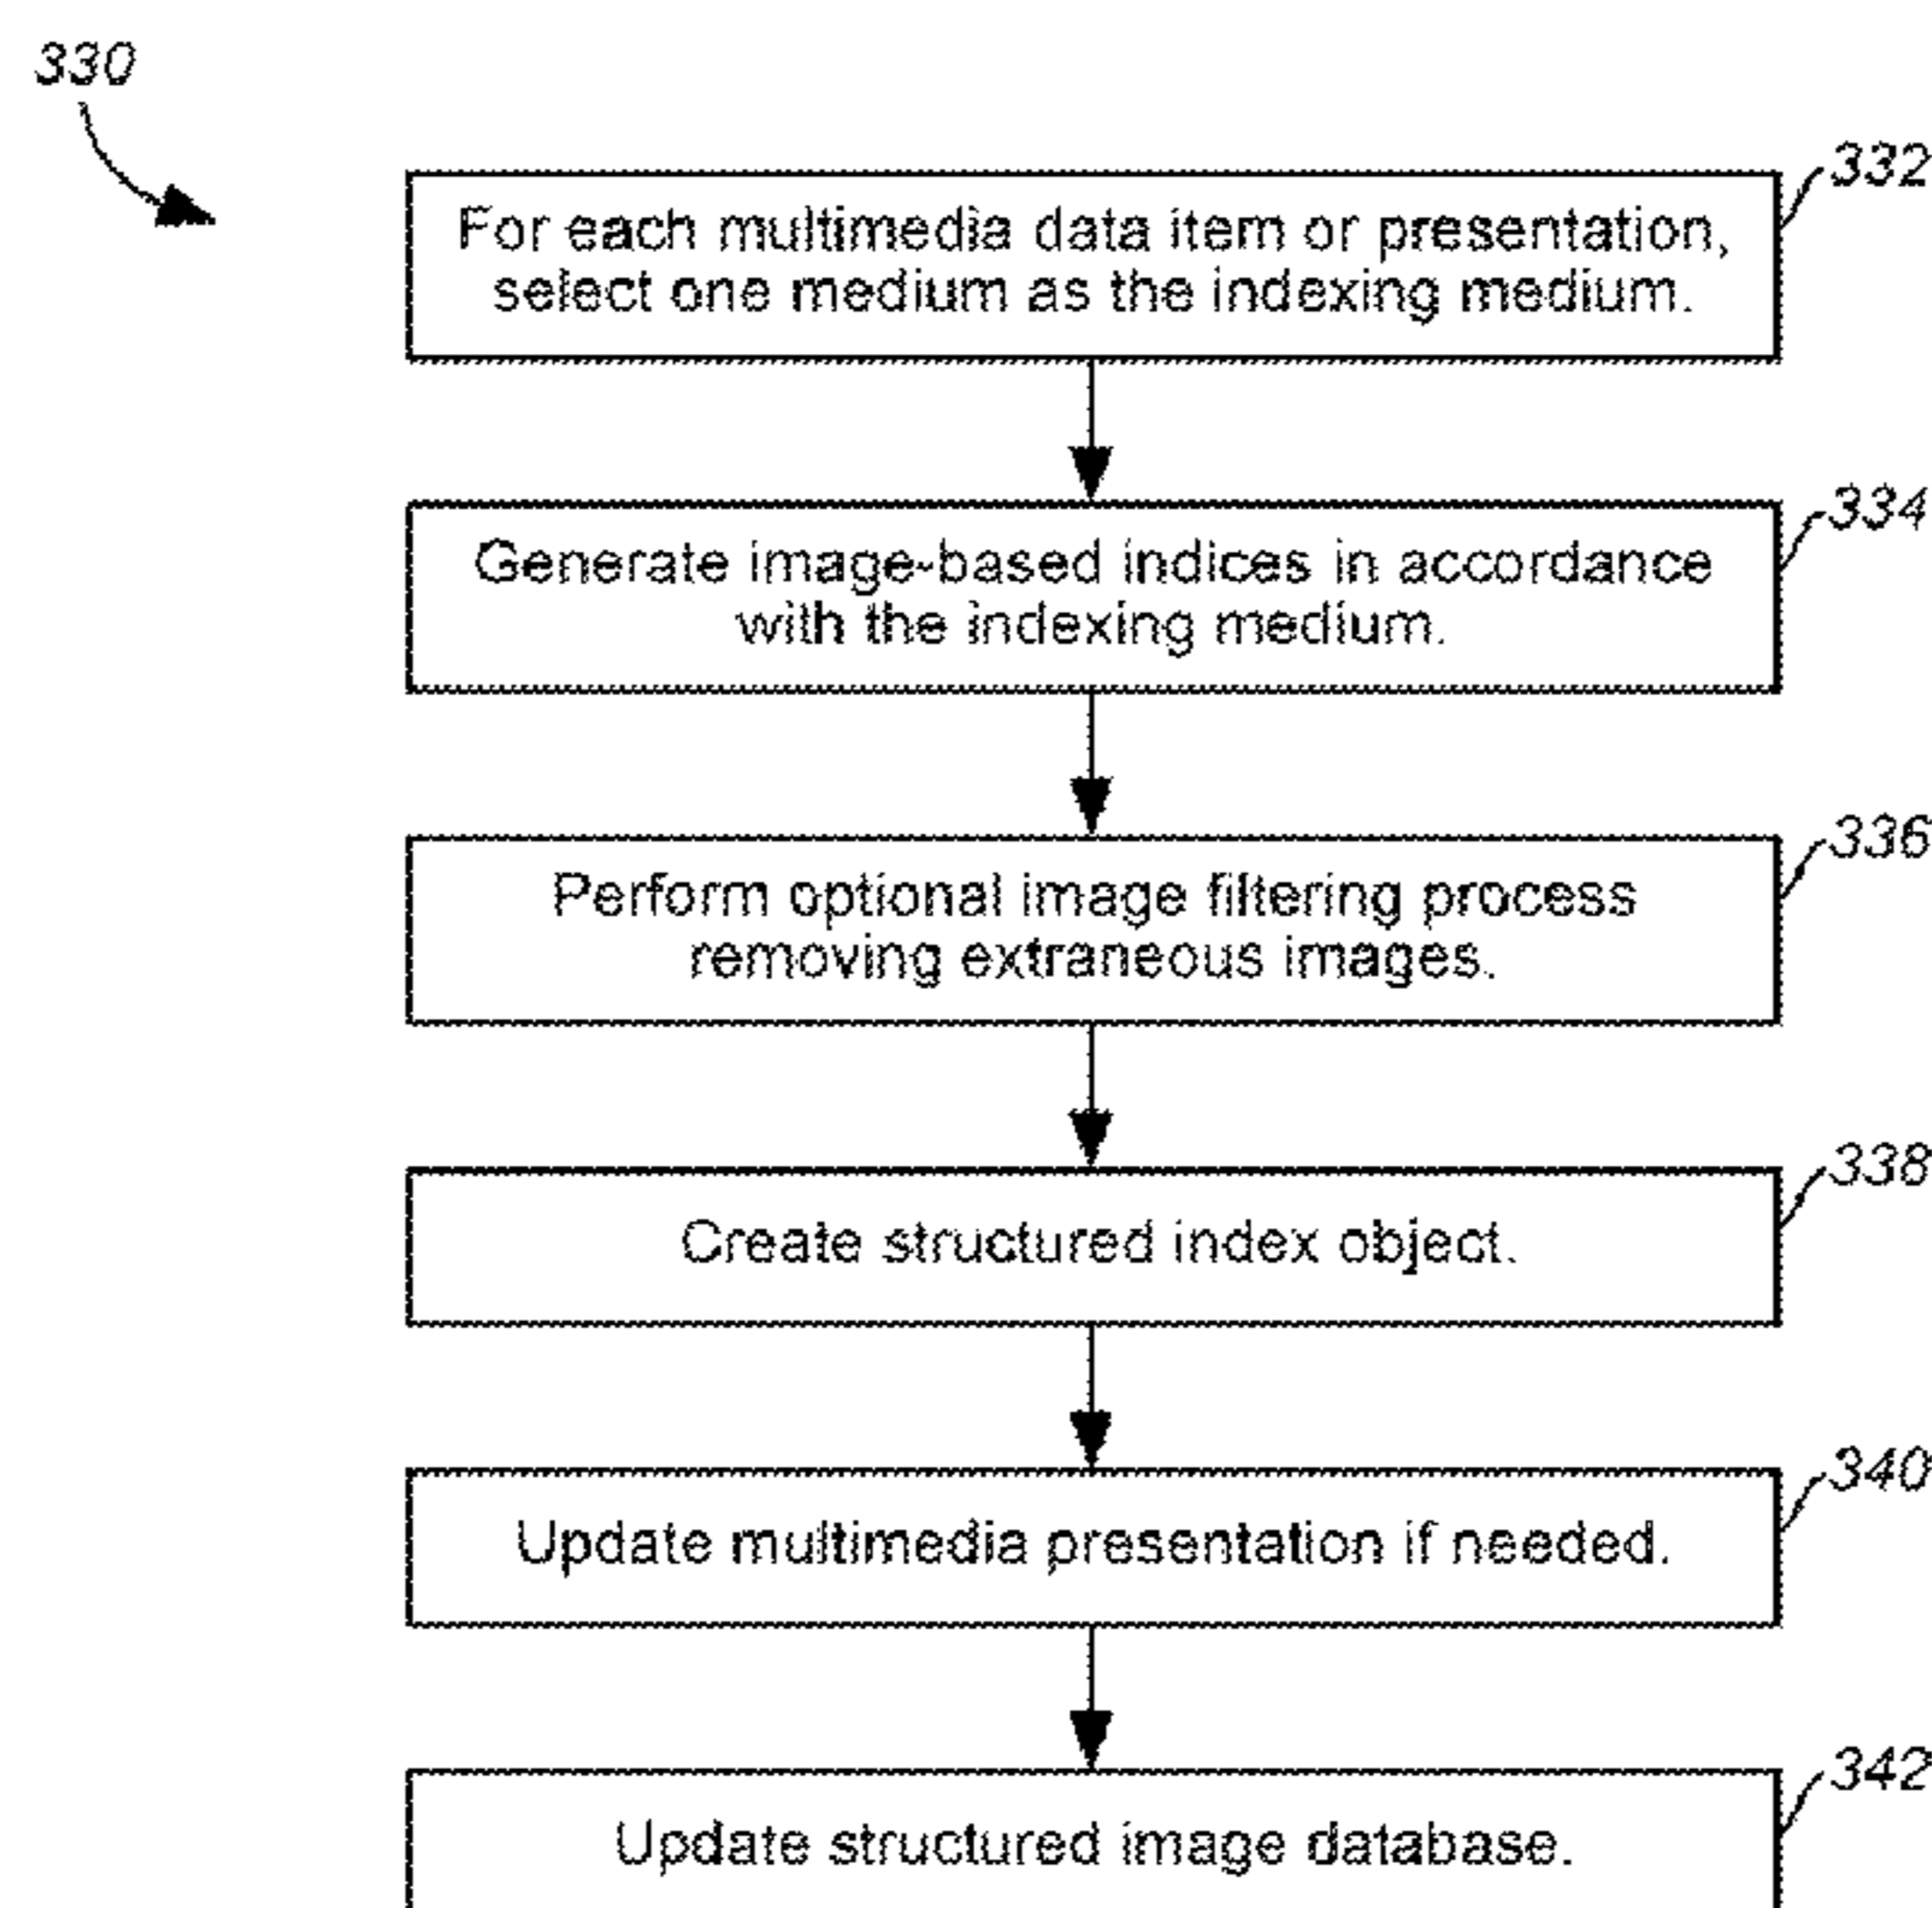 330
332
For each multimedia data item or presentation,
select one medium as the indexing medium.
334
Generate image-based indices in accordance
with the indexing medium.
336
Perform optional image filtering process
removing extraneous images.
338
Create structured index object.
340
Update multimedia presentation if needed.
342
Update structured image database.